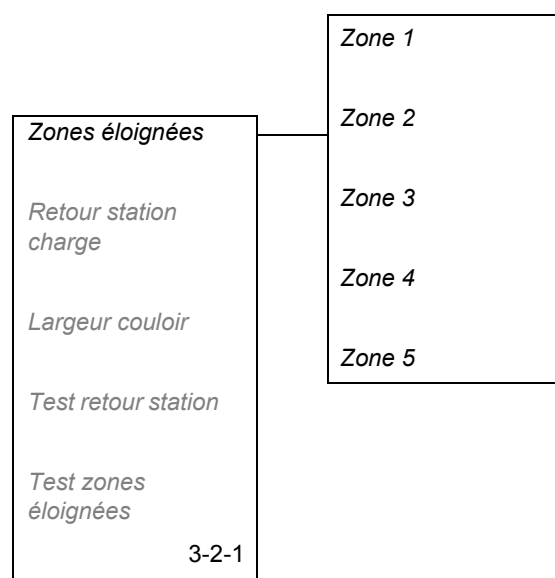 Zone 1
Zone 2
Zone 3
Zone 4
Zone 5
Zones éloignées
Retour station
charge
Largeur couloir
Test retour station
Test zones
éloignées
3-2-1